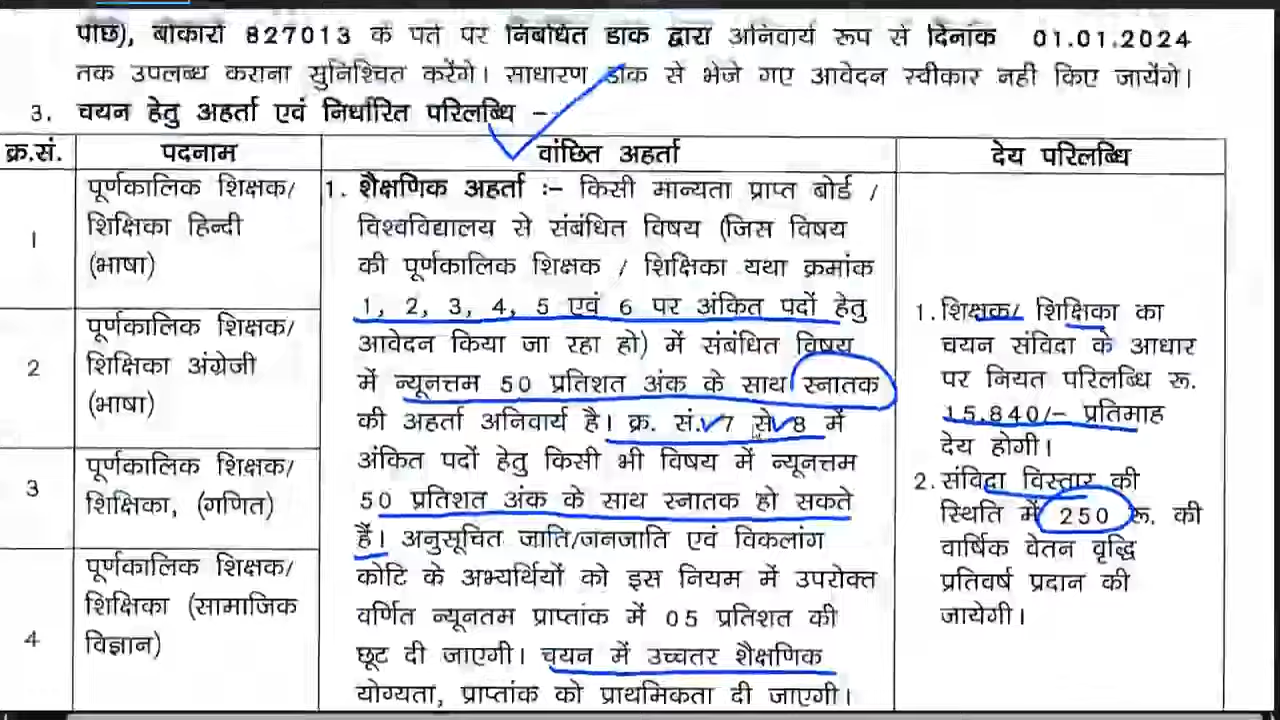 पाछे), बोकारो 827013 के पते पर निबंधित डाक द्वारा अनिवार्य रूप से दिनांक 01.01.2024
तक उपलब्ध कराना सुनिश्चित करेंगे। साधारण डाक से भेजे गए आवेदन स्वीकार नही किए जायेंगे।
3. चयन हेतु अहर्ता एवं निर्धारित परिलब्धि –
क्र.सं. पदनाम वांछित अहर्ता देय परिलब्धि
1
पूर्णकालिक शिक्षक/
शिक्षिका हिन्दी
(भाषा)
2
पूर्णकालिक शिक्षक/
शिक्षिका अंग्रेजी
(भाषा)
3
पूर्णकालिक शिक्षक/
शिक्षिका, (गणित)
4
पूर्णकालिक शिक्षक/
शिक्षिका (सामाजिक
विज्ञान)
1. शैक्षणिक अहर्ता :– किसी मान्यता प्राप्त बोर्ड /
विश्वविद्यालय से संबंधित विषय (जिस विषय
की पूर्णकालिक शिक्षक / शिक्षिका यथा क्रमांक
1, 2, 3, 4, 5 एवं 6 पर अंकित पदों हेतु
आवेदन किया जा रहा हो) में संबंधित विषय
में न्यूनत्तम 50 प्रतिशत अंक के साथ स्नातक
की अहर्ता अनिवार्य है। क्र. सं. 7 से 8 में
अंकित पदों हेतु किसी भी विषय में न्यूनत्तम
50 प्रतिशत अंक के साथ स्नातक हो सकते
हैं। अनुसूचित जाति/जनजाति एवं विकलांग
कोटि के अभ्यर्थियों को इस नियम में उपरोक्त
वर्णित न्यूनतम प्राप्तांक में 05 प्रतिशत की
छूट दी जाएगी। चयन में उच्चतर शैक्षणिक
योग्यता, प्राप्तांक को प्राथमिकता दी जाएगी।
1. शिक्षक/ शिक्षिका का
चयन संविदा के आधार
पर नियत परिलब्धि रू.
15,840/– प्रतिमाह
देय होगी।
2. संविदा विस्तार की
स्थिति में 250 रू. की
वार्षिक वेतन वृद्धि
प्रतिवर्ष प्रदान की
जायेगी।